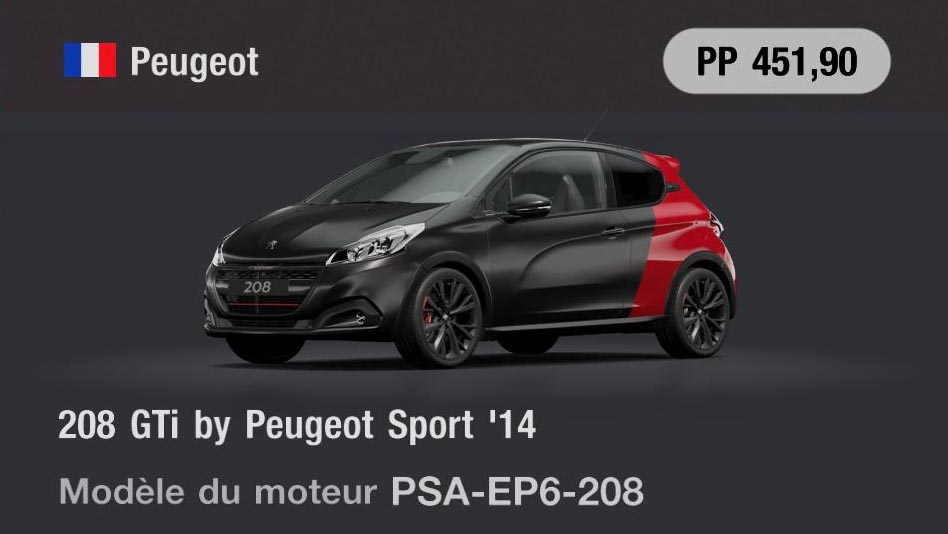 Peugeot
PP 451,90
208
208 GTi by Peugeot Sport '14
Modèle du moteur PSA-EP6-208